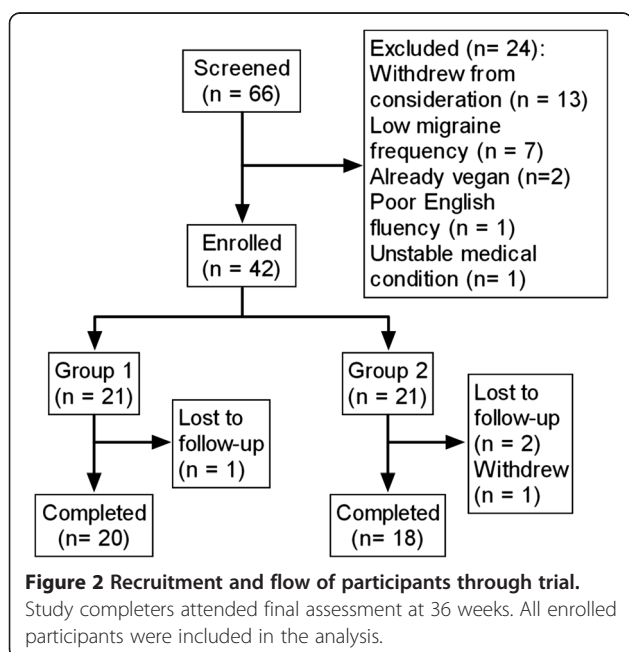 Screened
(n = 66)
Excluded (n= 24):
Withdrew from
consideration (n = 13)
Low migraine
frequency (n = 7)
Already vegan (n=2)
Poor English
fluency (n = 1)
Unstable medical
condition (n= 1)
Enrolled
(n = 42)
Group 1
(n = 21)
Lost to
follow-up
(n = 1)
Completed
(n= 20)
Group 2
(n = 21)
Lost to
follow-up
(n = 2)
Withdrew
(n = 1)
Completed
(n= 18)
Figure 2 Recruitment and flow of participants through trial.
Study completers attended final assessment at 36 weeks. All enrolled
participants were included in the analysis.